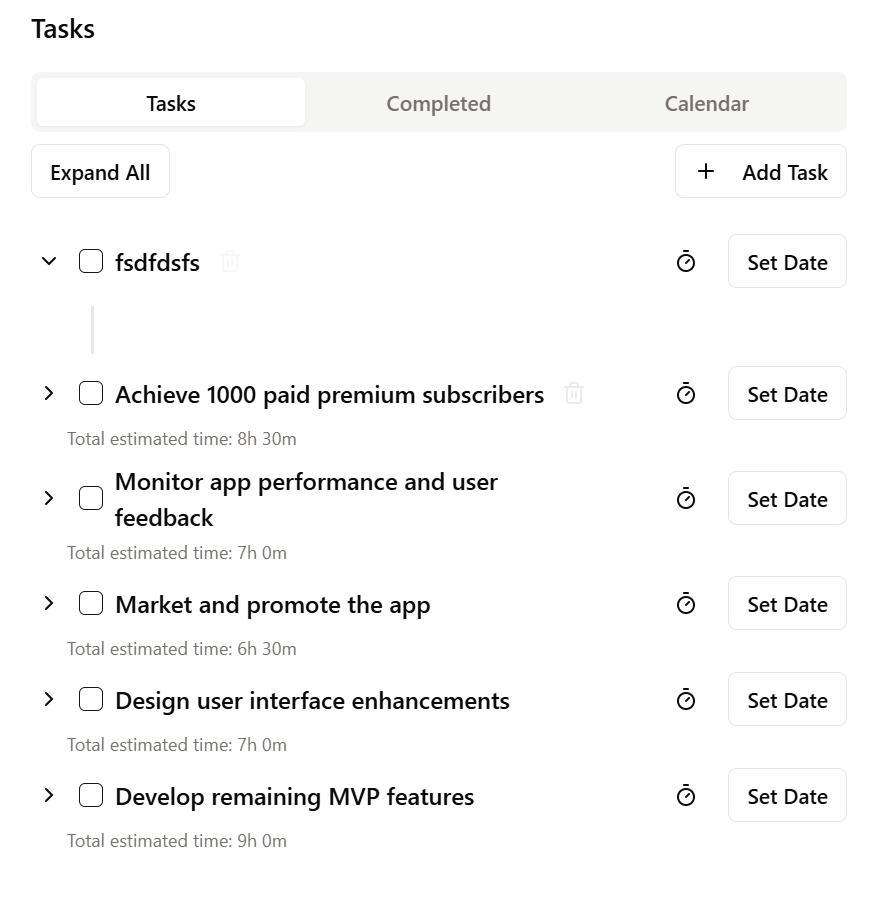 Tasks
Tasks
Completed
Calendar
Expand All
Add Task
fsdfdsfs
Set Date
Achieve 1000 paid premium subscribers
Set Date
Total estimated time: 8h 30m
Monitor app performance and user
feedback
Set Date
Total estimated time: 7h 0m
Market and promote the app
Set Date
Total estimated time: 6h 30m
Design user interface enhancements
Set Date
Total estimated time: 7h 0m
Develop remaining MVP features
Set Date
Total estimated time: 9h 0m